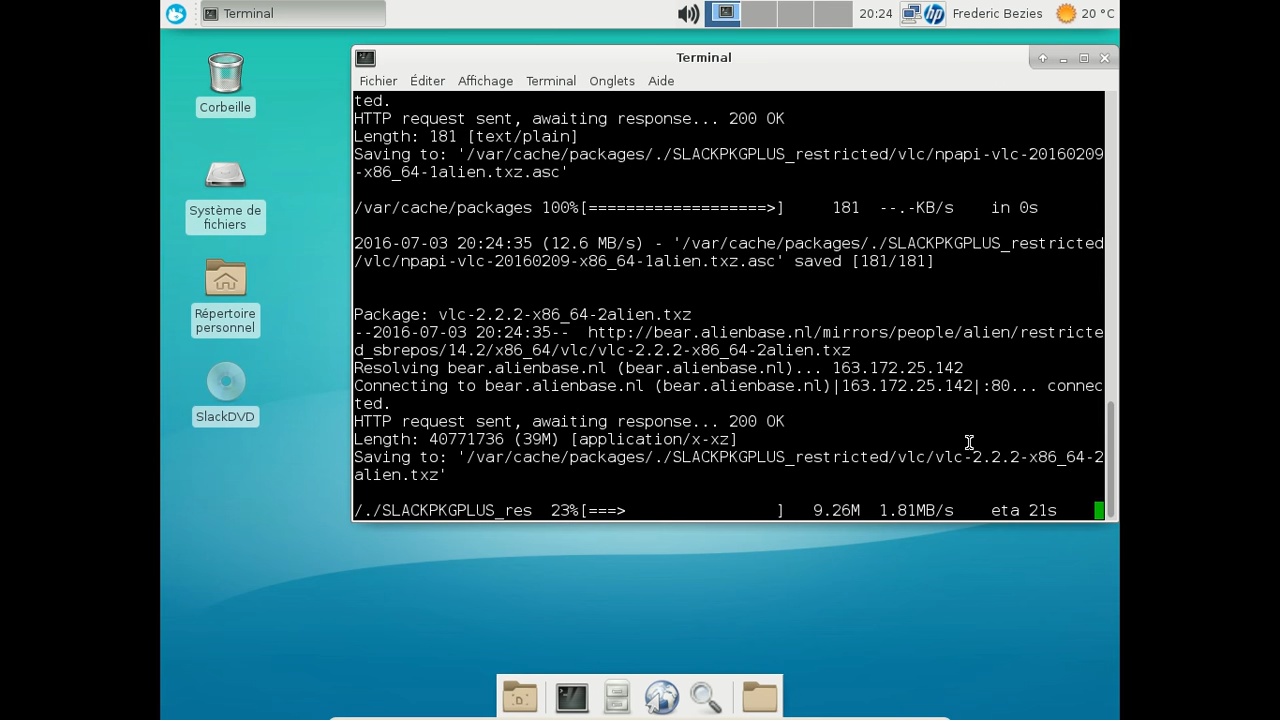 Terminal
20:24
Frederic Bezies
20 °C
Terminal
Fichier Éditer Affichage Terminal Onglets Aide
ted.
HTTP request sent, awaiting response... 200 OK
Length: 181 [text/plain]
Saving to: '/var/cache/packages/./SLACKPKGPLUS_restricted/vlc/npapi-vlc-20160209
-x86_64-1alien.txz.asc'
/var/cache/packages 100%[===================>] 181 --.-KB/s in 0s
2016-07-03 20:24:35 (12.6 MB/s) - '/var/cache/packages/./SLACKPKGPLUS_restricted
/vlc/npapi-vlc-20160209-x86_64-1alien.txz.asc' saved [181/181]
Package: vlc-2.2.2-x86_64-2alien.txz
--2016-07-03 20:24:35-- http://bear.alienbase.nl/mirrors/people/alien/restricte
d_sbrepos/14.2/x86_64/vlc/vlc-2.2.2-x86_64-2alien.txz
Resolving bear.alienbase.nl (bear.alienbase.nl)... 163.172.25.142
Connecting to bear.alienbase.nl (bear.alienbase.nl)|163.172.25.142|:80... connec
ted.
HTTP request sent, awaiting response... 200 OK
Length: 40771736 (39M) [application/x-xz]
Saving to: '/var/cache/packages/./SLACKPKGPLUS_restricted/vlc/vlc-2.2.2-x86_64-2
alien.txz'
/./SLACKPKGPLUS_res 23%[===> ] 9.26M 1.81MB/s eta 21s
Corbeille
Système de
fichiers
Répertoire
personnel
SlackDVD